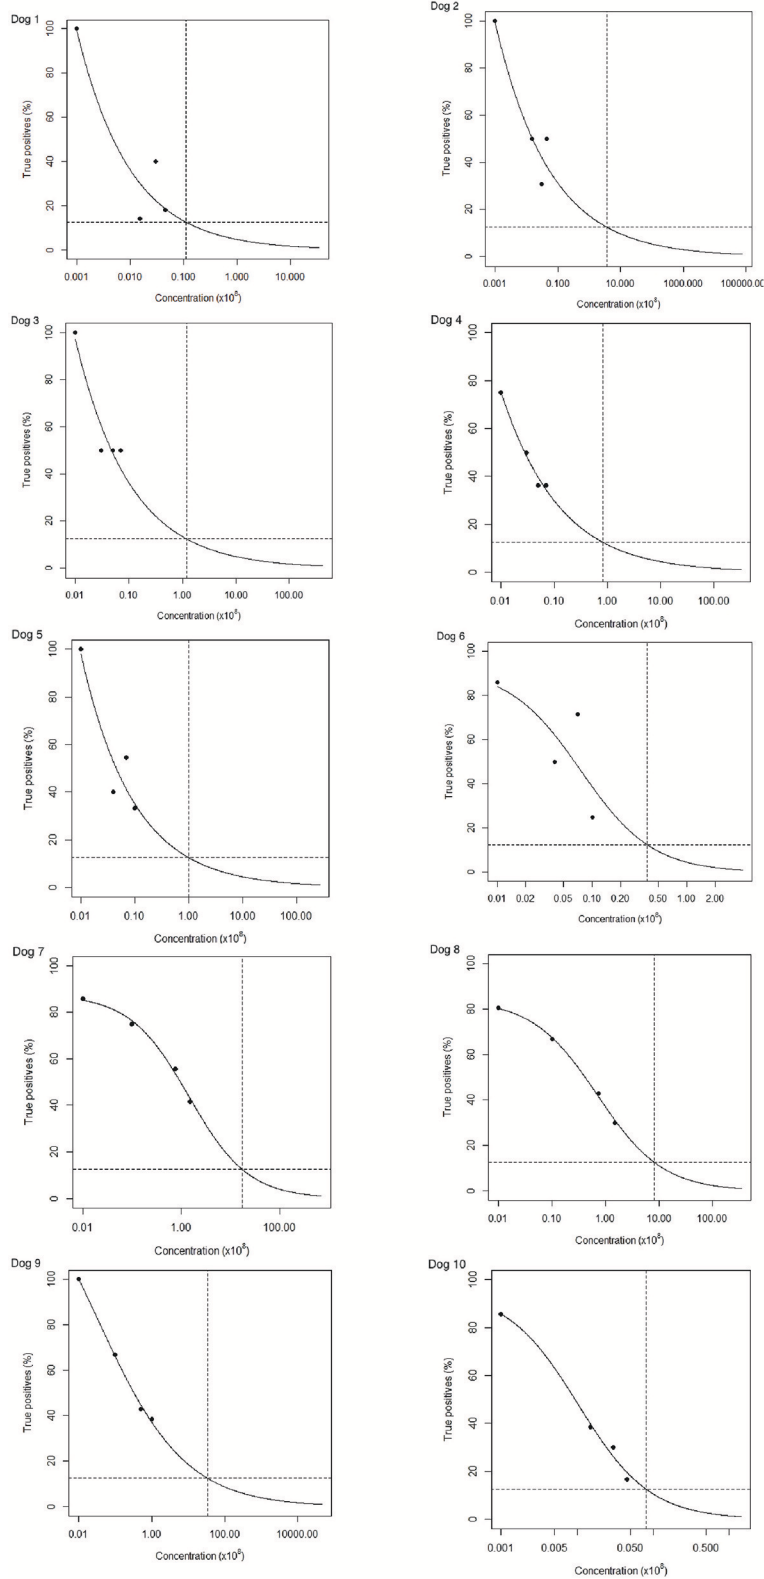 Dog 1
True positives (%)
100
80
60
40
20
0
0.001 0.010 0.100 1.000 10.000
Concentration (x10⁸)
Dog 2
True positives (%)
100
80
60
40
20
0
0.001 0.100 10.000 1000.000 100000.00
Concentration (x10⁸)
Dog 3
True positives (%)
100
80
60
40
20
0
0.01 0.10 1.00 10.00 100.00
Concentration (x10⁸)
Dog 4
True positives (%)
100
80
60
40
20
0
0.01 0.10 1.00 10.00 100.00
Concentration (x10⁸)
Dog 5
True positives (%)
100
80
60
40
20
0
0.01 0.10 1.00 10.00 100.00
Concentration (x10⁸)
Dog 6
True positives (%)
100
80
60
40
20
0
0.01 0.02 0.05 0.10 0.20 0.50 1.00 2.00
Concentration (x10⁸)
Dog 7
True positives (%)
100
80
60
40
20
0
0.01 1.00 100.00
Concentration (x10⁸)
Dog 8
True positives (%)
100
80
60
40
20
0
0.01 0.10 1.00 10.00 100.00
Concentration (x10⁸)
Dog 9
True positives (%)
100
80
60
40
20
0
0.01 1.00 100.00 10000.00
Concentration (x10⁸)
Dog 10
True positives (%)
100
80
60
40
20
0
0.001 0.005 0.050 0.500
Concentration (x10⁸)